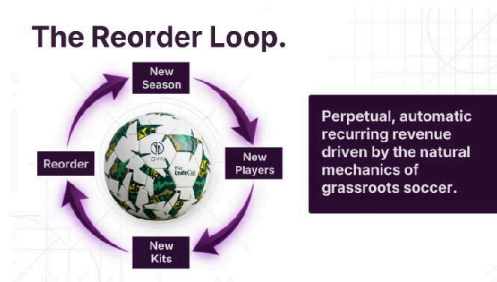 The Reorder Loop.
New
Season
Reorder
New
Players
New
Kits
Perpetual, automatic
recurring revenue
driven by the natural
mechanics of
grassroots soccer.